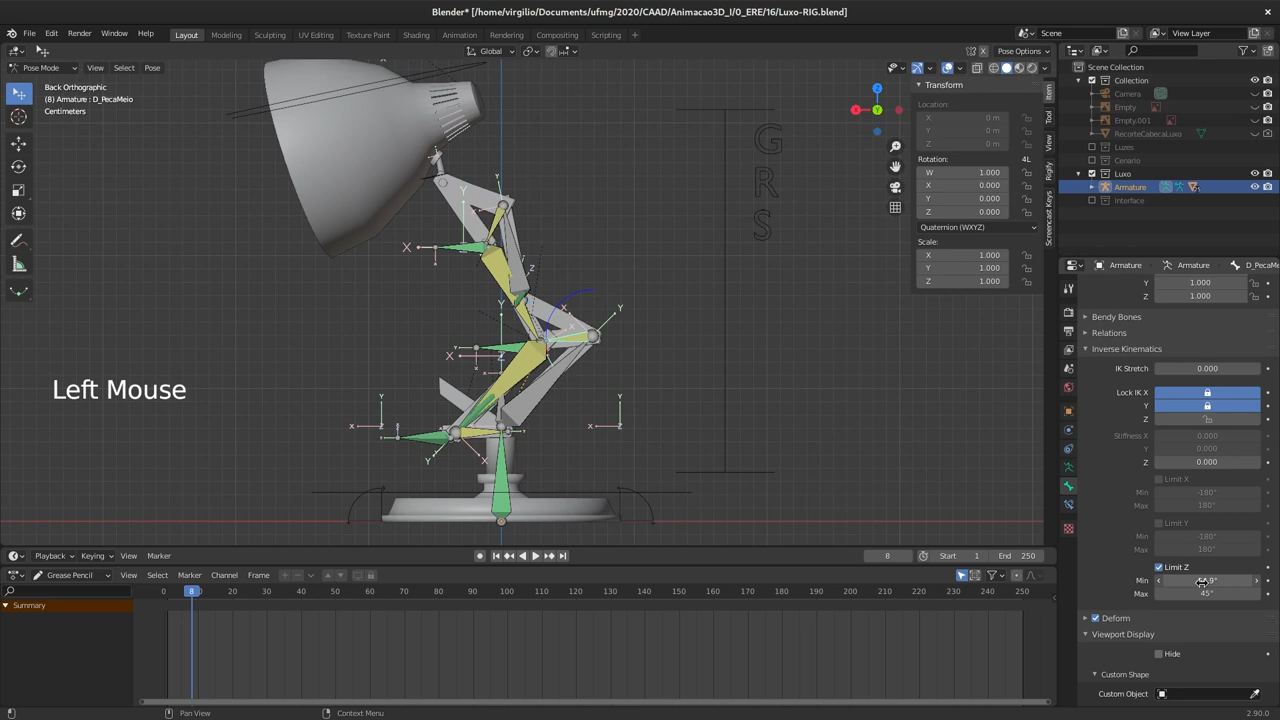 Blender* [/home/virgilio/Documents/ufmg/2020/CAAD/Animacao3D_I/0_ERE/16/Luxo-RIG.blend]
File Edit Render Window Help Layout Modeling Sculpting UV Editing Texture Paint Shading Animation Rendering Compositing Scripting Scene View Layer
Global Pose Options
Pose Mode View Select Pose
Back Orthographic
(8) Armature : D_PecaMeio
Centimeters
Left Mouse
G
R
S
Z
Y
X
Transform
Location:
X 0 m
Y 0 m
Z 0 m
Rotation: 4L
W 1.000
X 0.000
Y 0.000
Z 0.000
Quaternion (WXYZ)
Scale:
X 1.000
Y 1.000
Z 1.000
Item
Tool
View
Rigify
Screencast Keys
Scene Collection
Collection
Camera
Empty
Empty.001
RecorteCabecaLuxo
Luzes
Cenario
Luxo
Armature
Interface
Armature Armature D_PecaMe
Y 1.000
Z 1.000
Bendy Bones
Relations
Inverse Kinematics
IK Stretch 0.000
Lock IK X
Y
Z
Stiffness X 0.000
Y 0.000
Z 0.000
Limit X
Min -180°
Max 180°
Limit Y
Min -180°
Max 180°
Limit Z
Min
Max 45°
Deform
Viewport Display
Hide
Custom Shape
Custom Object
Playback Keying View Marker 8 Start 1 End 250
Grease Pencil View Select Marker Channel Frame
0 8 20 30 40 50 60 70 80 90 100 110 120 130 140 150 160 170 180 190 200 210 220 230 240 250
Summary
Pan View Context Menu 2.90.0